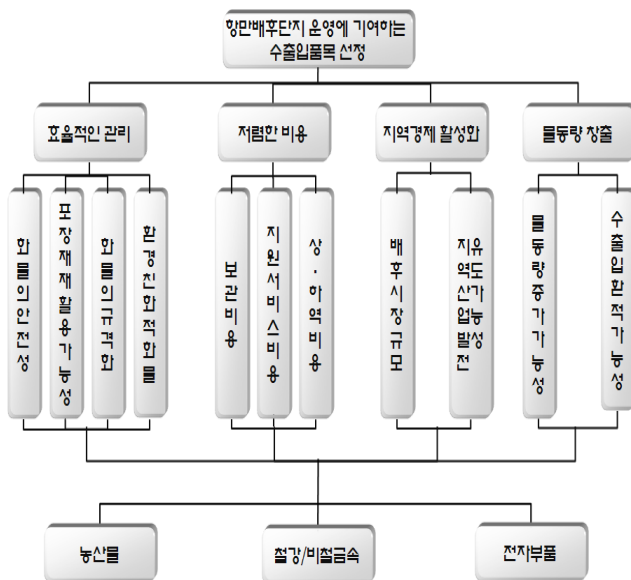 항만배후단지 운영에 기여하는
수출입품목 선정
효율적인 관리
저렴한 비용
지역경제 활성화
물동량 창출
화물의안전성
포장재재활용가능성
화물의규격화
환경친화적화물
보관비용
지원서비스비용
상·하역비용
배후시장규모
지역산업발전
유도가능성
물동량증가가능성
수출입환적가능성
농산물
철강/비철금속
전자부품